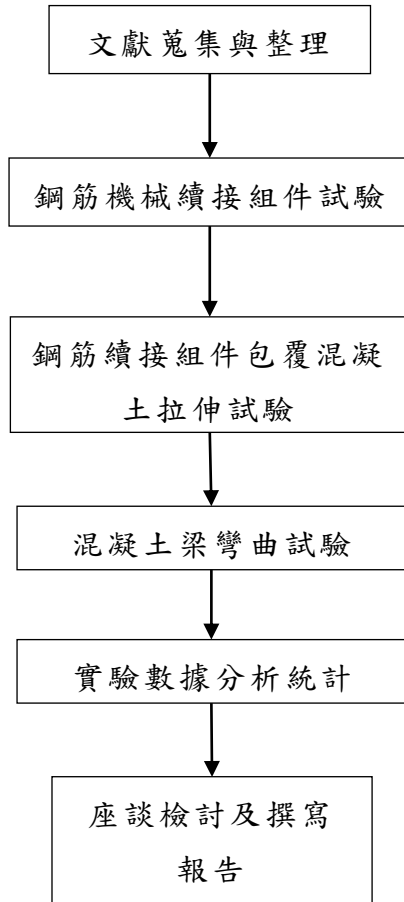 文獻蒐集與整理
鋼筋機械續接組件試驗
鋼筋續接組件包覆混凝
土拉伸試驗
混凝土梁彎曲試驗
實驗數據分析統計
座談檢討及撰寫
報告